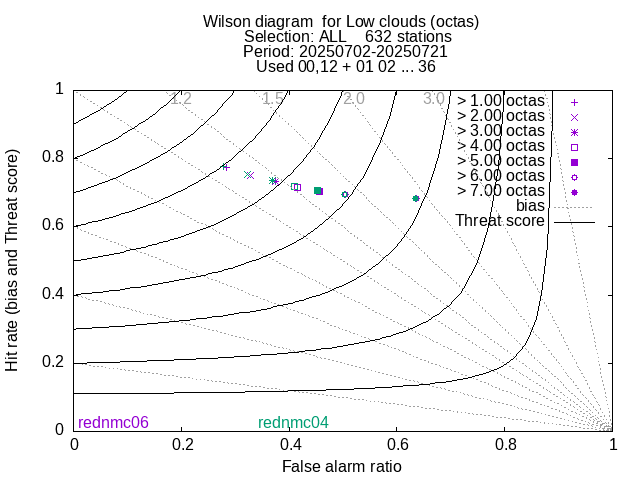 Wilson diagram  for Low clouds (octas)
Selection: ALL    632 stations
Period: 20250702-20250721
Used 00,12 + 01 02 ... 36
1.2 1.5 2.0 3.0
> 1.00 octas
> 2.00 octas
> 3.00 octas
> 4.00 octas
> 5.00 octas
> 6.00 octas
> 7.00 octas
bias
Threat score
1
0.8
0.6
0.4
0.2
0
Hit rate (bias and Threat score)
rednmc06 rednmc04
0 0.2 0.4 0.6 0.8 1
False alarm ratio